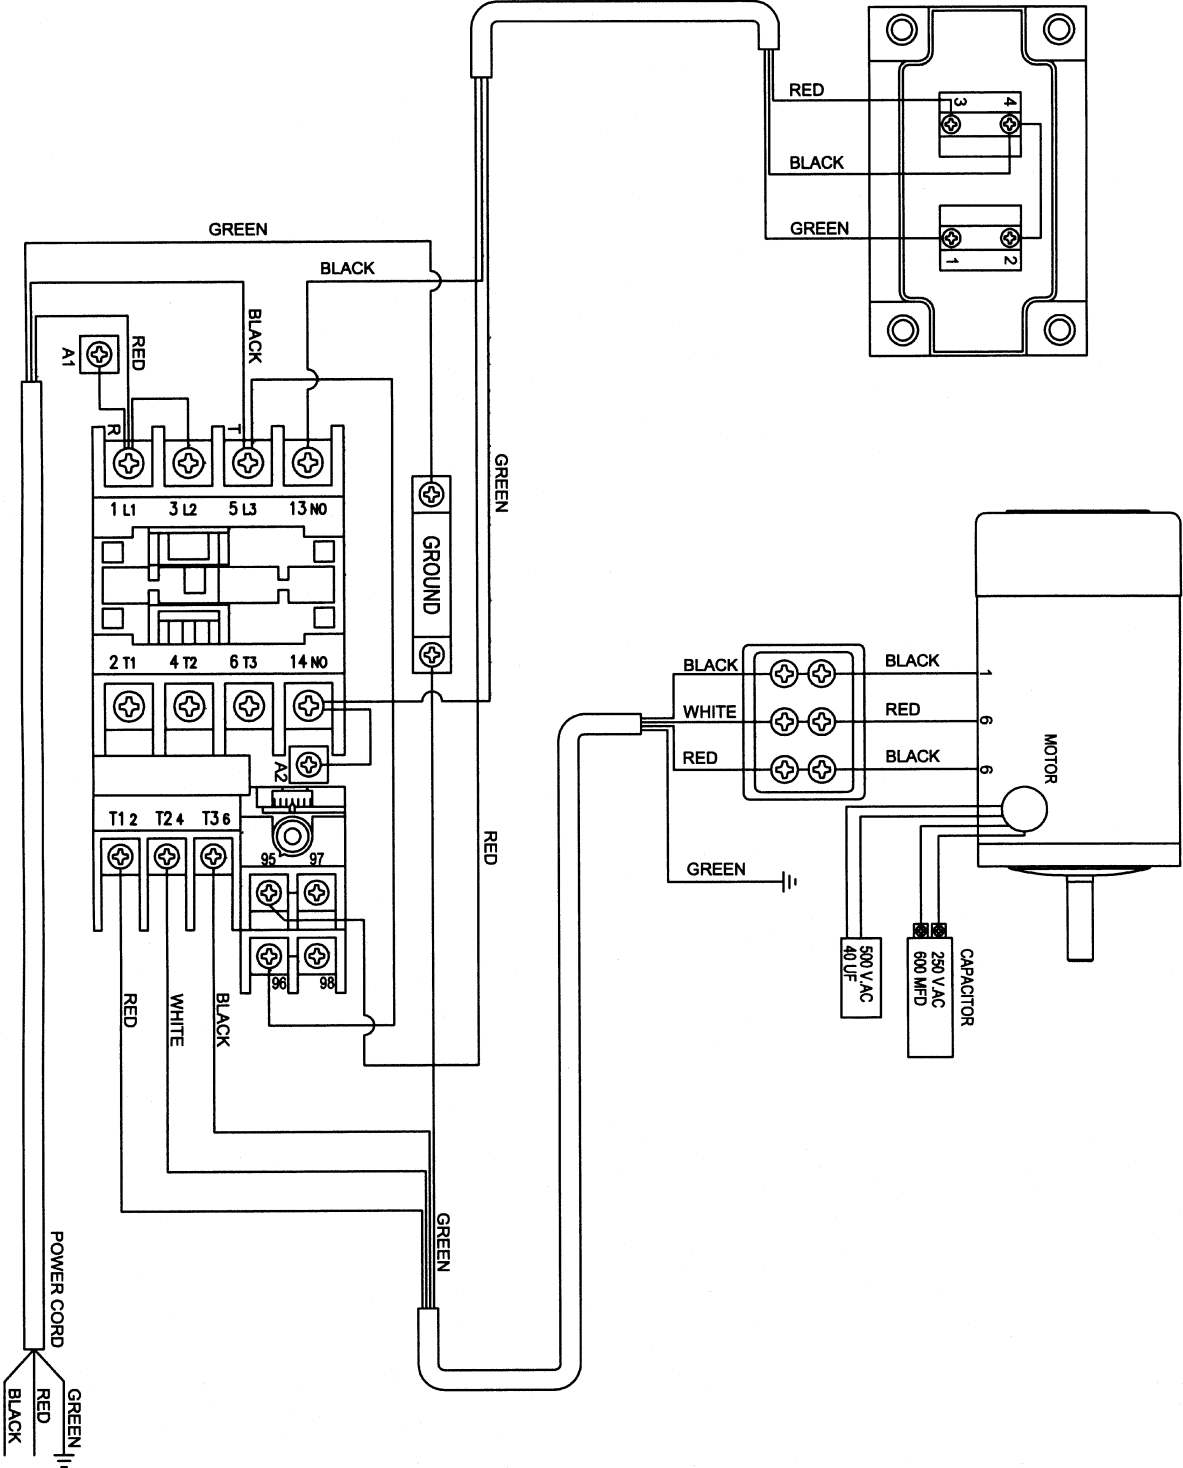 RED
3
4
BLACK
GREEN
1
2
GREEN
BLACK
BLACK
RED
A1
R
T
1 L1
3 L2
5 L3
13 NO
GREEN
GROUND
2 T1
4 T2
6 T3
14 NO
A2
T1 2
T2 4
T3 6
95
97
96
98
RED
RED
WHITE
BLACK
GREEN
BLACK
WHITE
RED
GREEN
BLACK
RED
BLACK
1
6
6
MOTOR
500 V.AC
40 UF
250 V.AC
600 MFD
CAPACITOR
POWER CORD
GREEN
RED
BLACK